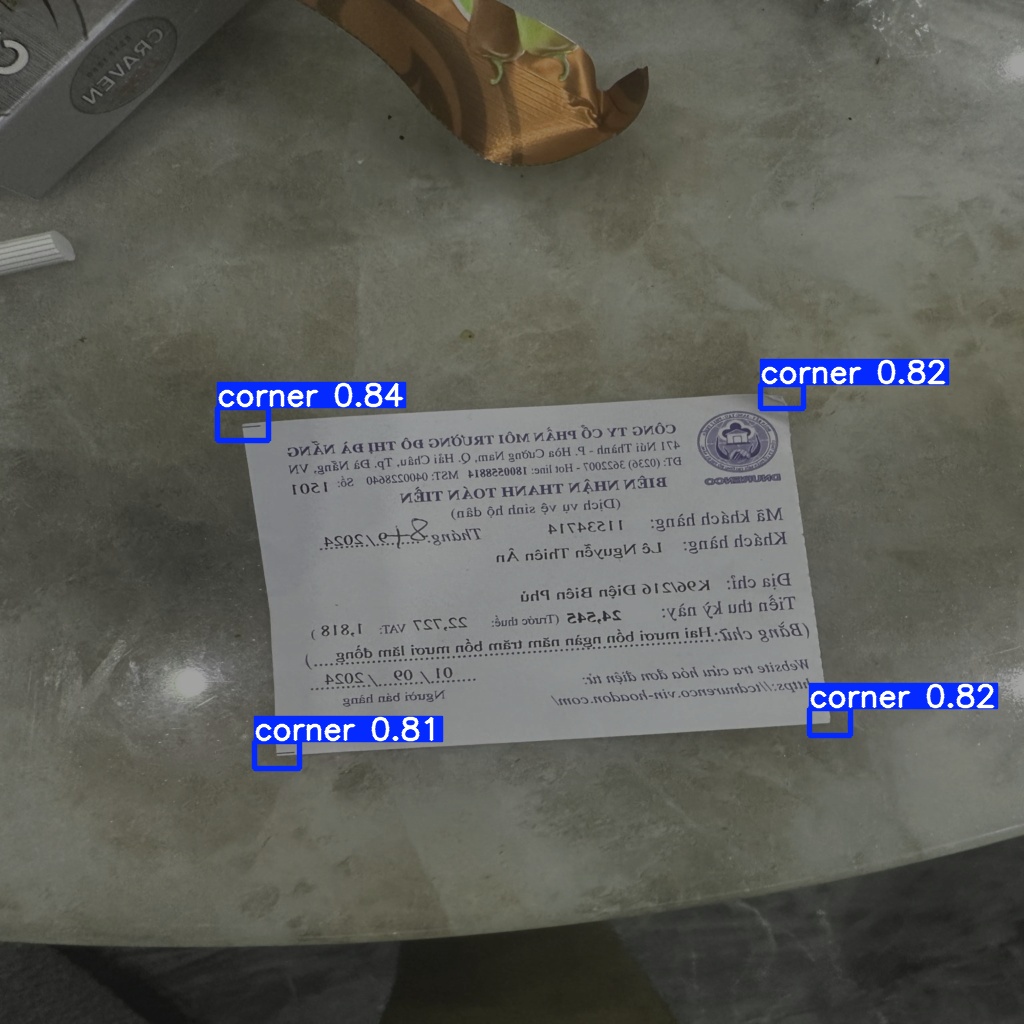 CRAVEN
corner 0.84
corner 0.82
CÔNG TY CỔ PHẦN MÔI TRƯỜNG ĐÔ THỊ ĐÀ NẴNG
471 Núi Thành - P. Hòa Cường Nam, Q. Hải Châu, Tp. Đà Nẵng, VN
ĐT: (0236) 3622007 - Hot line: 1800558814 MST: 0400228640 Số: 1501
DNURENCO
BIÊN NHẬN THANH TOÁN TIỀN
(Dịch vụ vệ sinh hộ dân)
Mã khách hàng: 11534714 Tháng 8+9/2024
Khách hàng: Lê Nguyễn Thiên Ân
Địa chỉ: K96/216 Điện Biên Phủ
Tiền thu kỳ này: 24,545 (Trước thuế: 22,727 VAT: 1,818 )
(Bằng chữ: Hai mươi bốn ngàn năm trăm bốn mươi lăm đồng )
Website tra cứu hóa đơn điện tử: 01/ 09 / 2024
https://tcdnurenco.vin-hoadon.com/ Người bán hàng
corner 0.82
corner 0.81